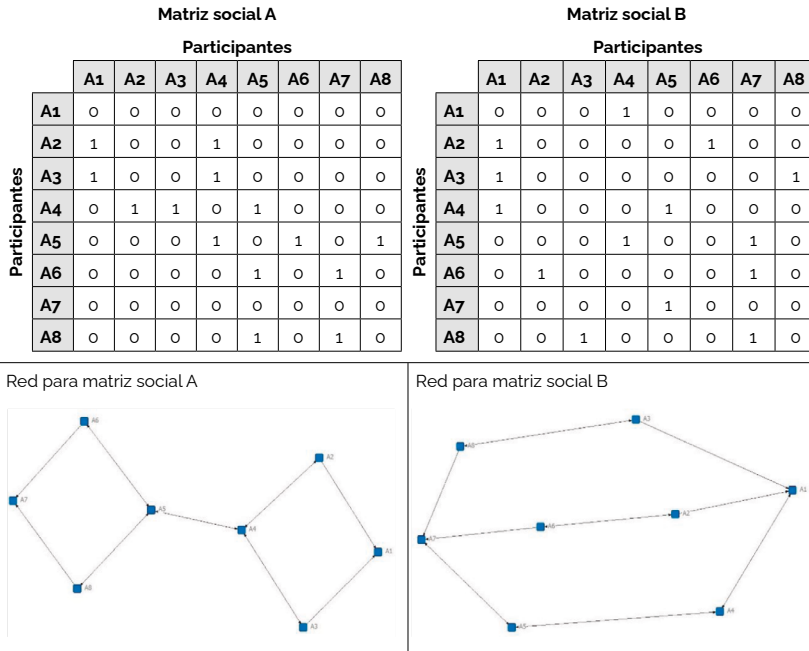 Matriz social A
Participantes
A1 A2 A3 A4 A5 A6 A7 A8
Participantes
A1 0 0 0 0 0 0 0 0
A2 1 0 0 1 0 0 0 0
A3 1 0 0 1 0 0 0 0
A4 0 1 1 0 1 0 0 0
A5 0 0 0 1 0 1 0 1
A6 0 0 0 0 1 0 1 0
A7 0 0 0 0 0 0 0 0
A8 0 0 0 0 1 0 1 0
Matriz social B
Participantes
A1 A2 A3 A4 A5 A6 A7 A8
Participantes
A1 0 0 0 1 0 0 0 0
A2 1 0 0 0 0 1 0 0
A3 1 0 0 0 0 0 0 1
A4 1 0 0 0 1 0 0 0
A5 0 0 0 1 0 0 1 0
A6 0 1 0 0 0 0 1 0
A7 0 0 0 0 1 0 0 0
A8 0 0 1 0 0 0 1 0
Red para matriz social A
A6
A2
A7
A5
A4
A1
A8
A3
Red para matriz social B
A3
A8
A1
A2
A6
A7
A4
A5